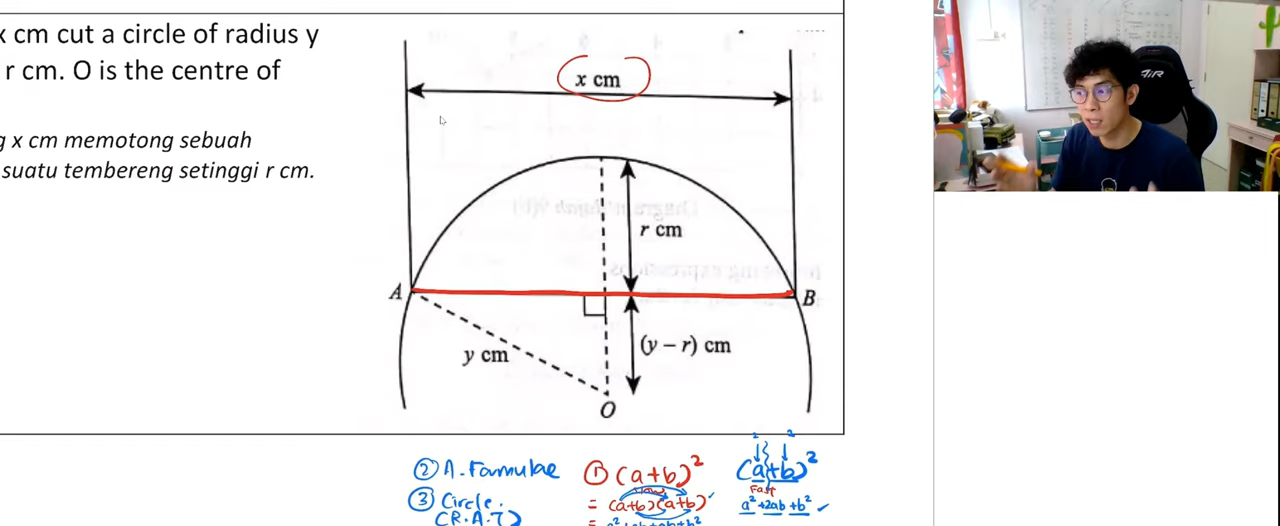 x cm cut a circle of radius y
r cm. O is the centre of
g x cm memotong sebuah
suatu tembereng setinggi r cm.
x cm
r cm
A
B
(y − r) cm
y cm
O
② A. Formulae
③ Circle.
(R.A.T)
① (a+b)²
= (a+b)(a+b)
(a+b)²
Fast
a² + 2ab + b² ✓